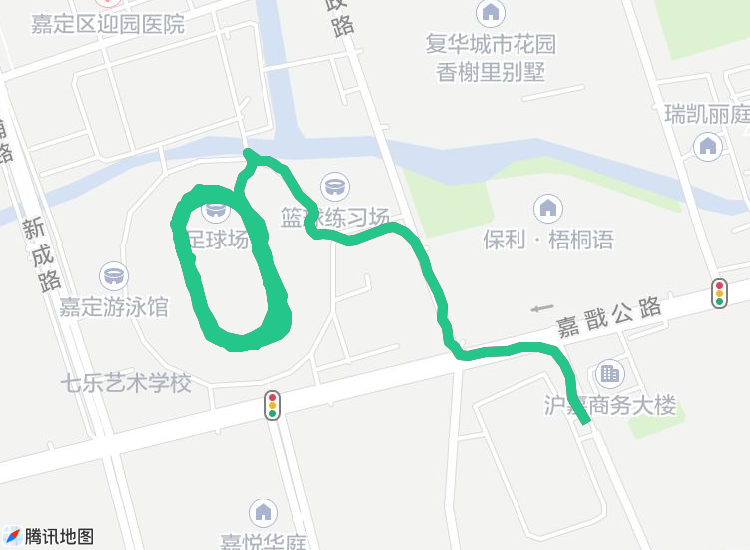 嘉定区迎园医院
政路
复华城市花园
香榭里别墅
瑞凯丽庭
路
新成路
篮球练习场
足球场
保利·梧桐语
嘉定游泳馆
嘉戬公路
七乐艺术学校
沪嘉商务大楼
嘉悦华庭
腾讯地图